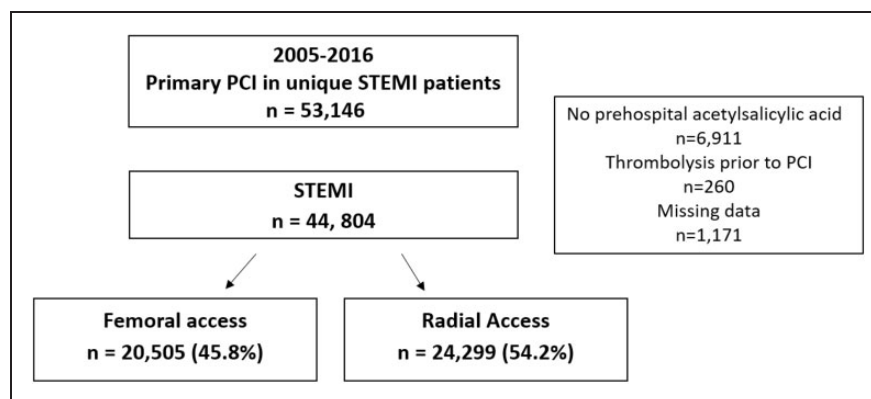 2005-2016
Primary PCI in unique STEMI patients
n = 53,146
No prehospital acetylsalicylic acid
n=6,911
Thrombolysis prior to PCI
n=260
Missing data
n=1,171
STEMI
n = 44, 804
Femoral access
n = 20,505 (45.8%)
Radial Access
n = 24,299 (54.2%)